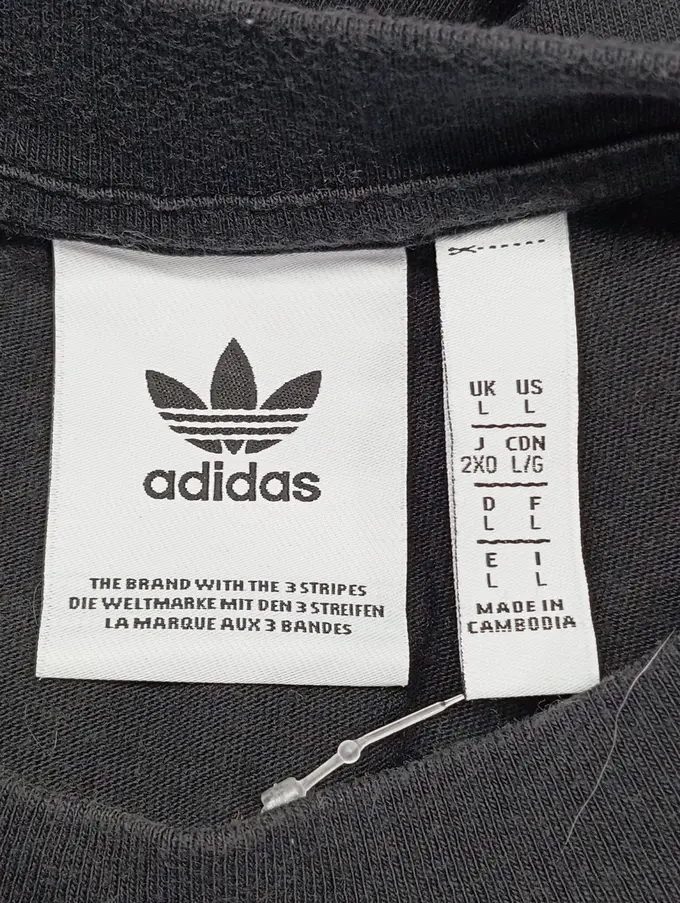 adidas
THE BRAND WITH THE 3 STRIPES
DIE WELTMARKE MIT DEN 3 STREIFEN
LA MARQUE AUX 3 BANDES
UK US
L L
J CDN
2XO L/G
D F
L L
E I
L L
MADE IN
CAMBODIA